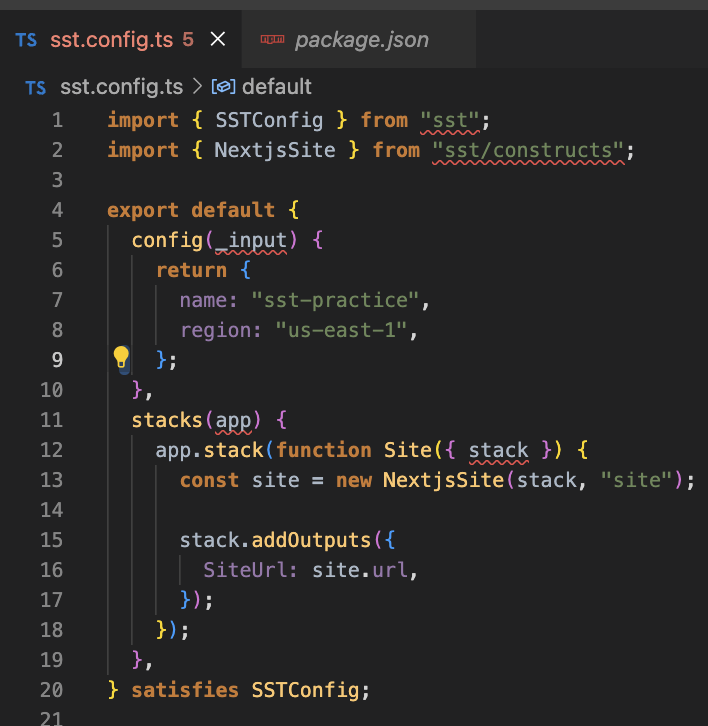 TS sst.config.ts 5 × npm package.json
TS sst.config.ts > default
1 import { SSTConfig } from "sst";
2 import { NextjsSite } from "sst/constructs";
3
4 export default {
5   config(_input) {
6     return {
7       name: "sst-practice",
8       region: "us-east-1",
9     };
10   },
11   stacks(app) {
12     app.stack(function Site({ stack }) {
13       const site = new NextjsSite(stack, "site");
14
15       stack.addOutputs({
16         SiteUrl: site.url,
17       });
18     });
19   },
20 } satisfies SSTConfig;
21